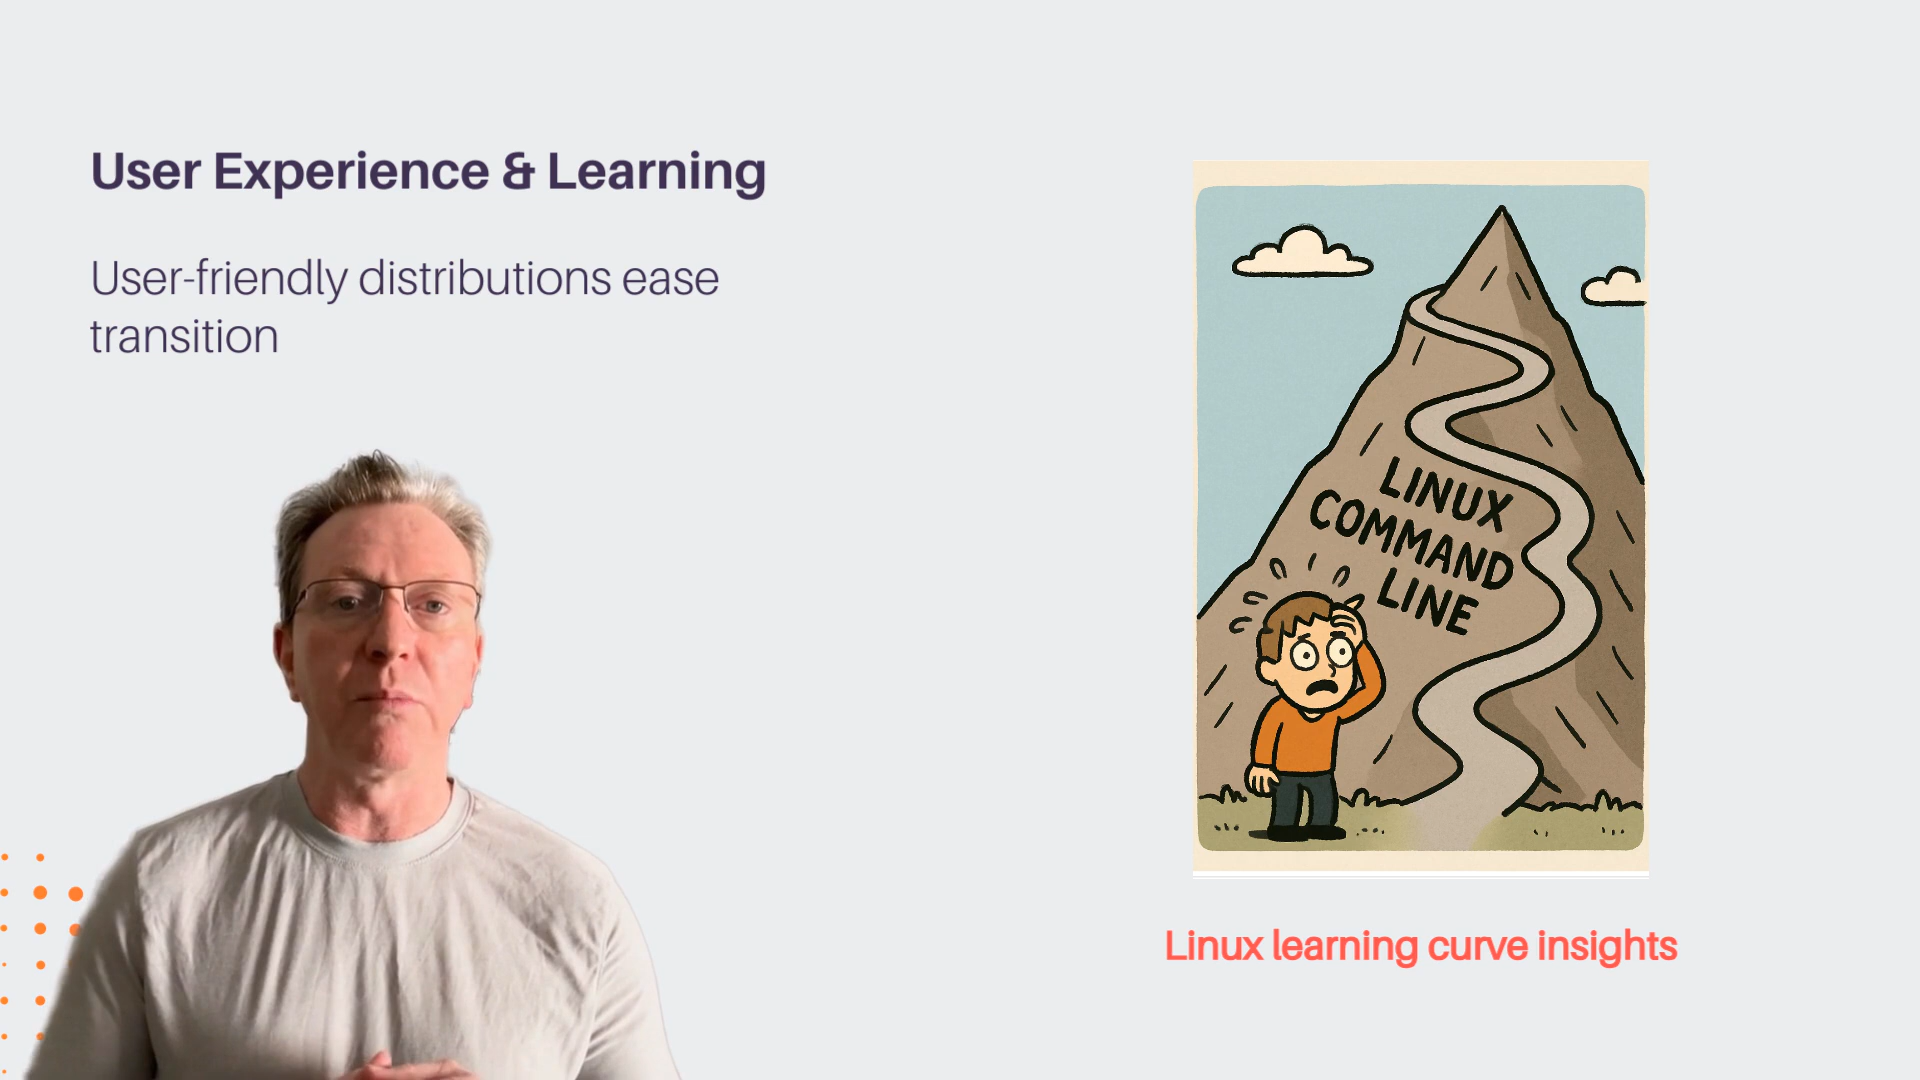 User Experience & Learning
User-friendly distributions ease
transition
LINUX
COMMAND
LINE
Linux learning curve insights